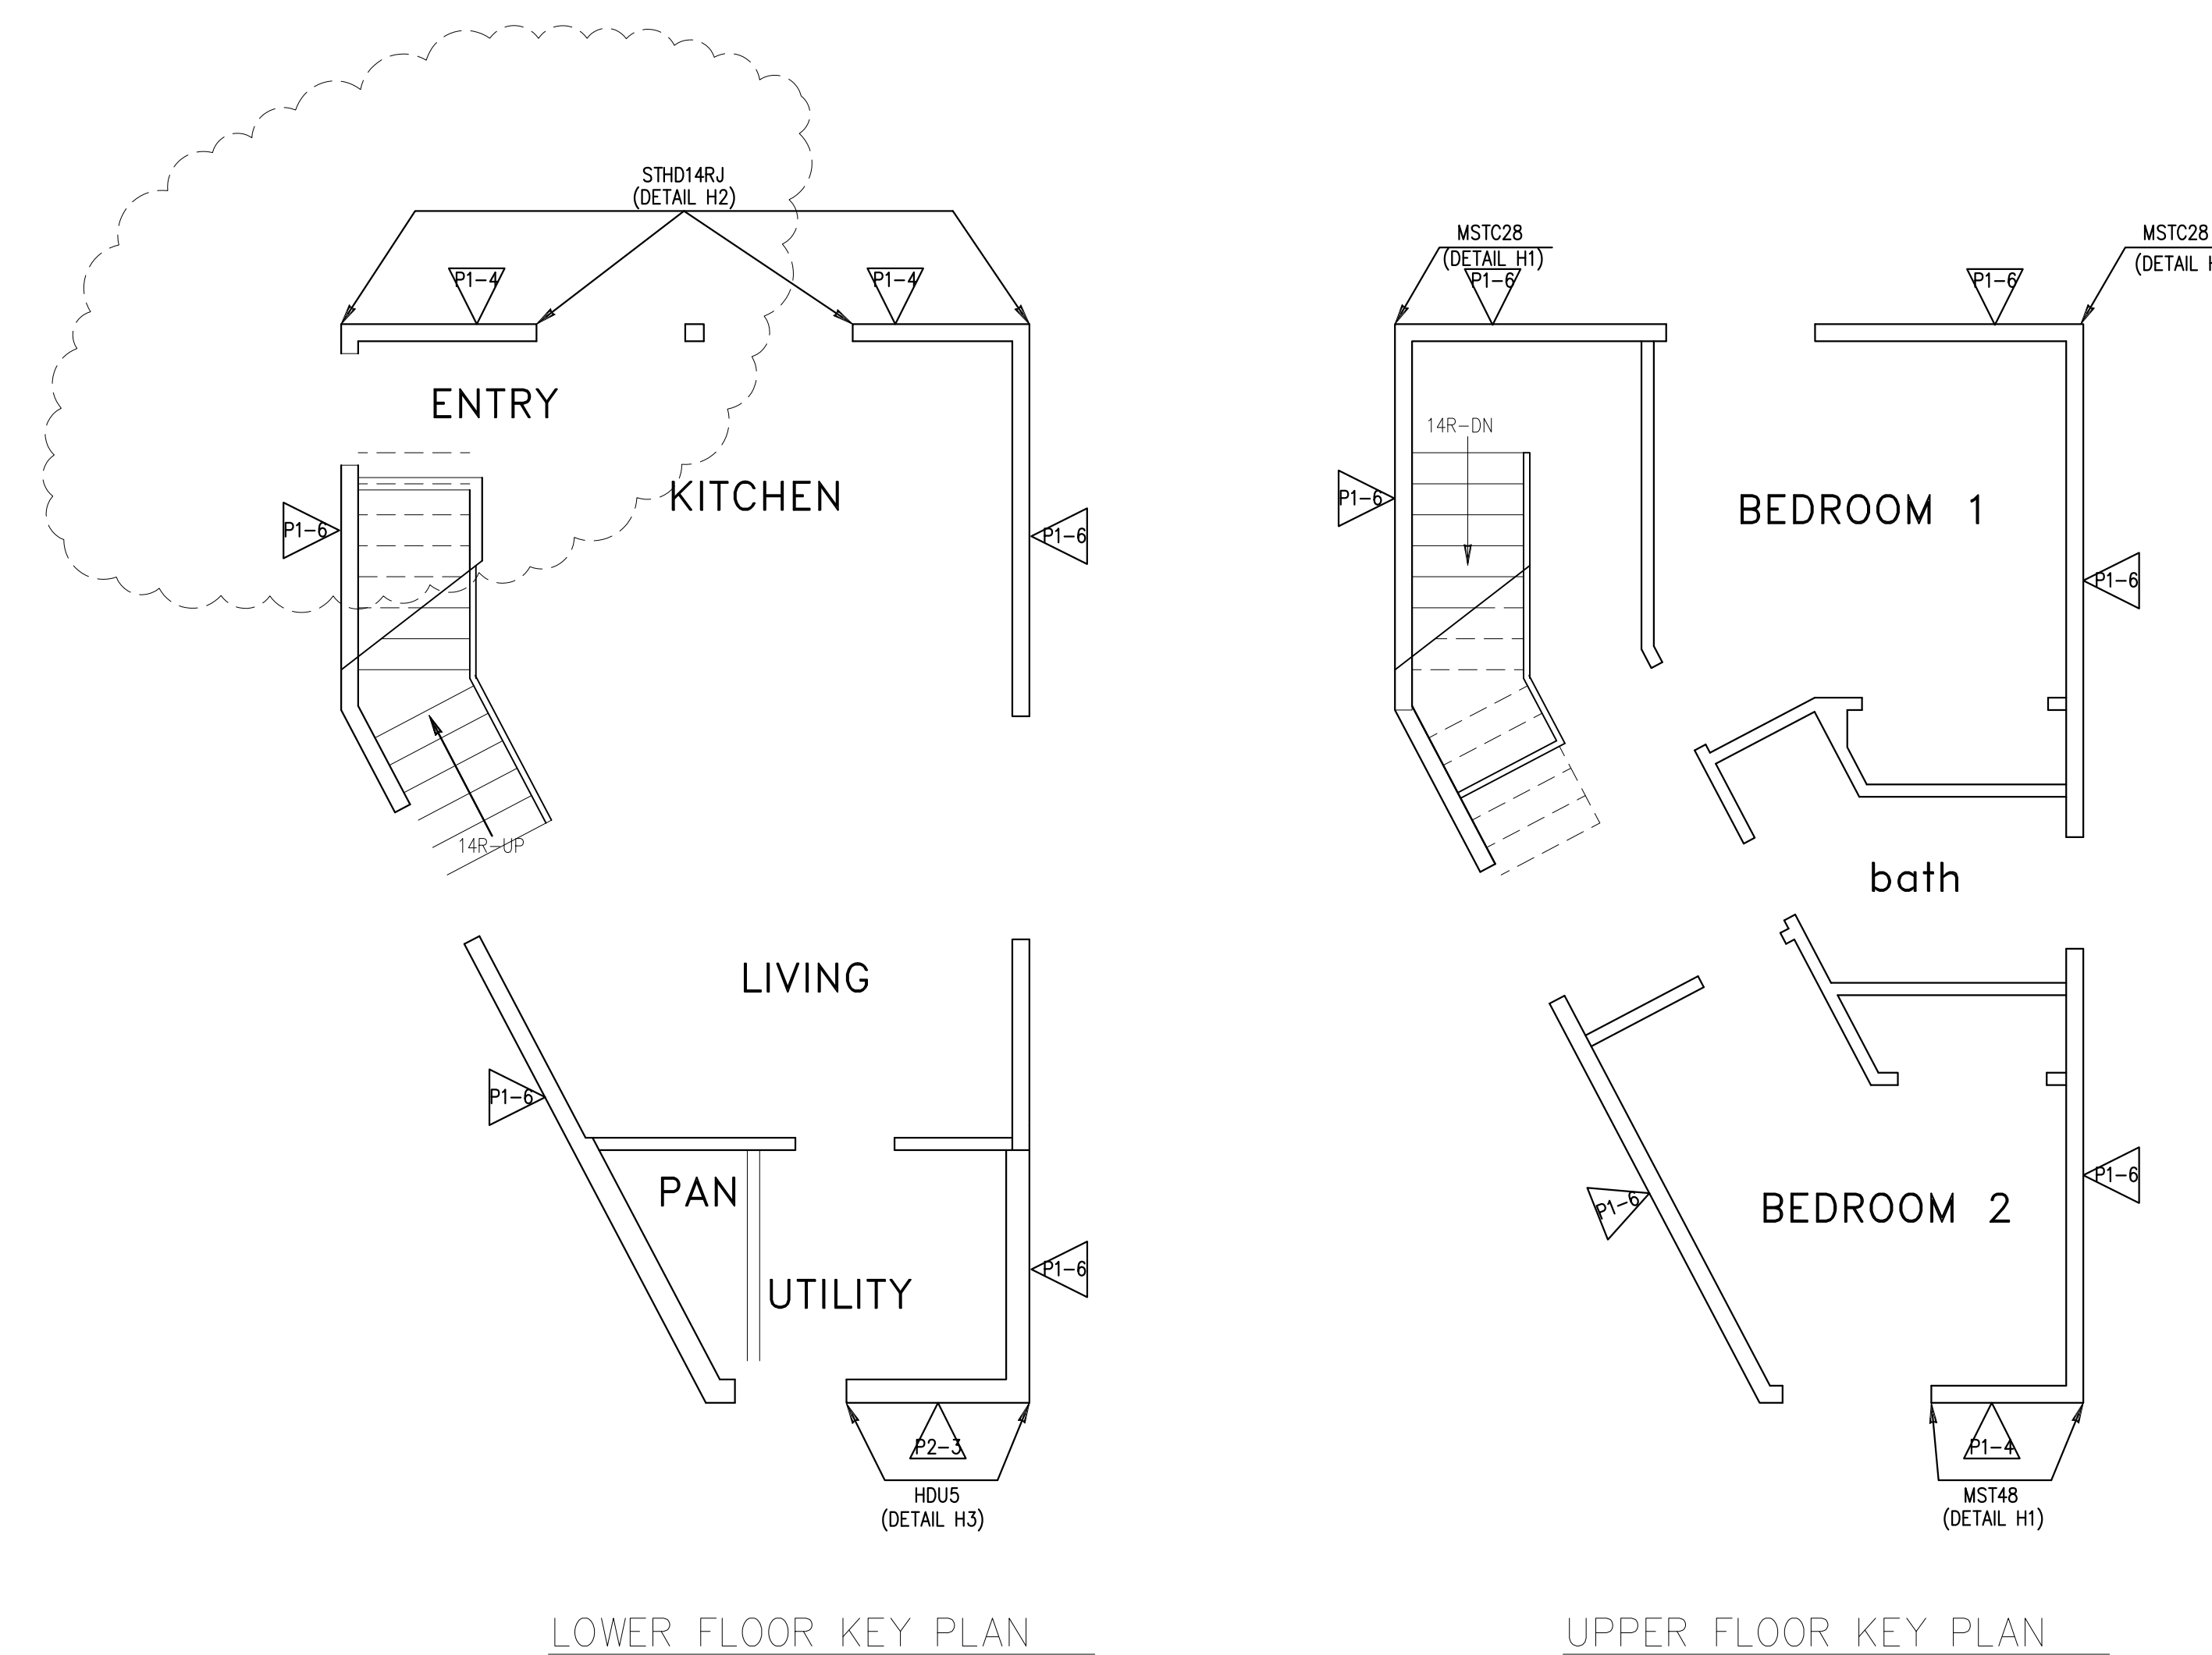 STHD14RJ
(DETAIL H2)
P1-4
P1-4
ENTRY
KITCHEN
P1-6
P1-6
14R-UP
LIVING
P1-6
PAN
UTILITY
P1-6
P2-3
HDU5
(DETAIL H3)
LOWER FLOOR KEY PLAN
MSTC28
(DETAIL H1)
P1-6
P1-6
MSTC28
(DETAIL
14R-DN
P1-6
BEDROOM 1
P1-6
bath
P1-6
BEDROOM 2
P1-6
P1-4
MST48
(DETAIL H1)
UPPER FLOOR KEY PLAN